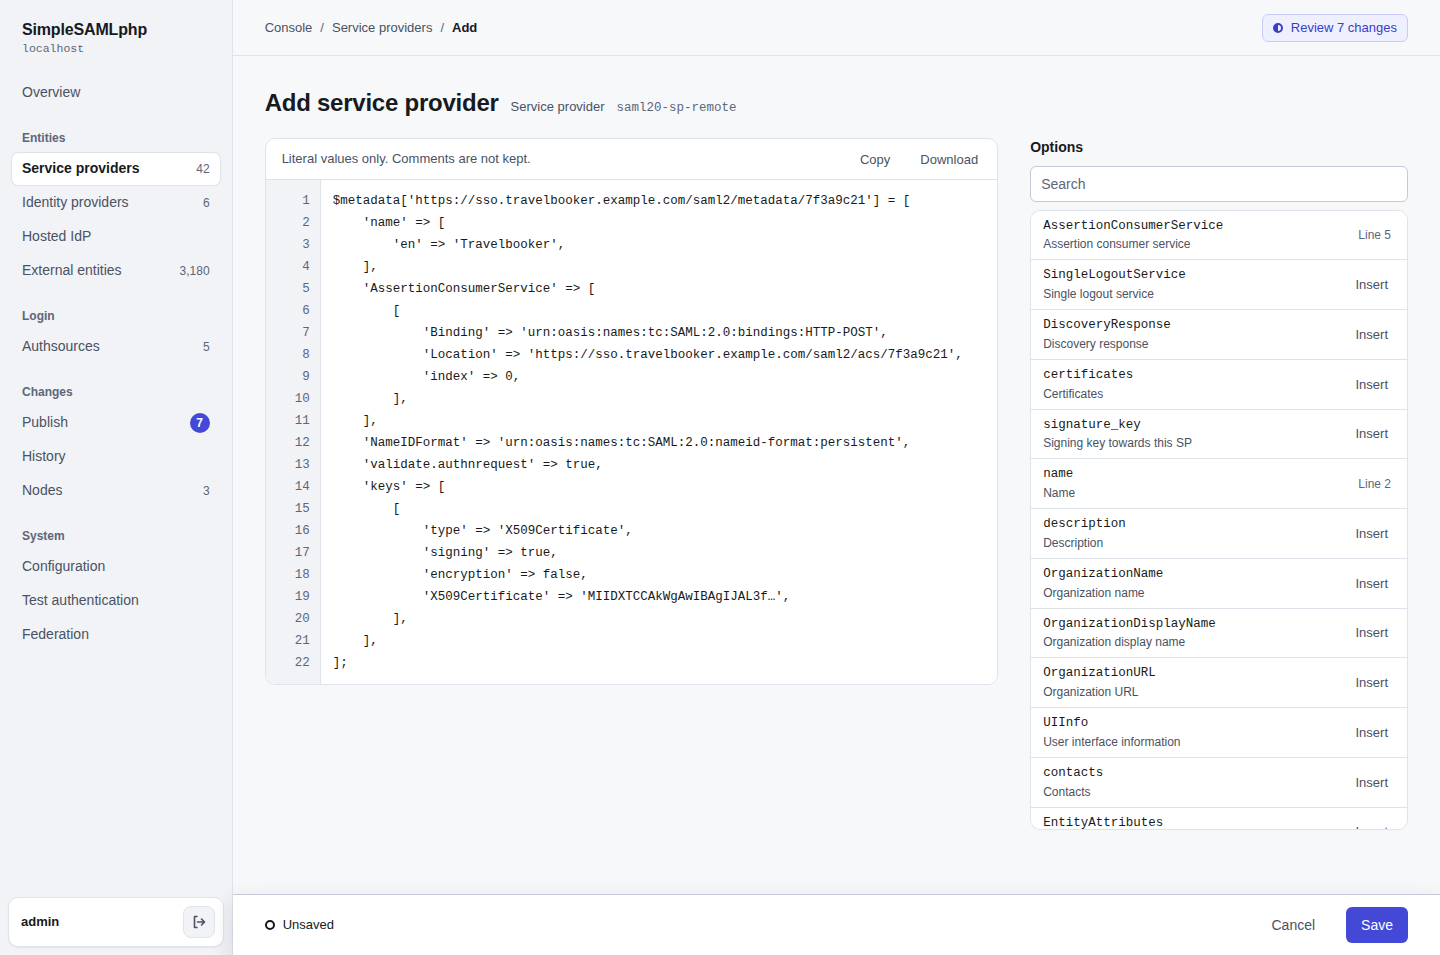 SimpleSAMLphp
localhost
Overview
Entities
Service providers 42
Identity providers 6
Hosted IdP
External entities 3,180
Login
Authsources 5
Changes
Publish 7
History
Nodes 3
System
Configuration
Test authentication
Federation
admin
Console / Service providers / Add
Review 7 changes
Add service provider Service provider saml20-sp-remote
Literal values only. Comments are not kept. Copy Download
1 $metadata['https://sso.travelbooker.example.com/saml2/metadata/7f3a9c21'] = [
2     'name' => [
3         'en' => 'Travelbooker',
4     ],
5     'AssertionConsumerService' => [
6         [
7             'Binding' => 'urn:oasis:names:tc:SAML:2.0:bindings:HTTP-POST',
8             'Location' => 'https://sso.travelbooker.example.com/saml2/acs/7f3a9c21',
9             'index' => 0,
10         ],
11     ],
12     'NameIDFormat' => 'urn:oasis:names:tc:SAML:2.0:nameid-format:persistent',
13     'validate.authnrequest' => true,
14     'keys' => [
15         [
16             'type' => 'X509Certificate',
17             'signing' => true,
18             'encryption' => false,
19             'X509Certificate' => 'MIIDXTCCAkWgAwIBAgIJAL3f…',
20         ],
21     ],
22 ];
Options
Search
AssertionConsumerService
Assertion consumer service
Line 5
SingleLogoutService
Single logout service
Insert
DiscoveryResponse
Discovery response
Insert
certificates
Certificates
Insert
signature_key
Signing key towards this SP
Insert
name
Name
Line 2
description
Description
Insert
OrganizationName
Organization name
Insert
OrganizationDisplayName
Organization display name
Insert
OrganizationURL
Organization URL
Insert
UIInfo
User interface information
Insert
contacts
Contacts
Insert
EntityAttributes
Unsaved
Cancel
Save